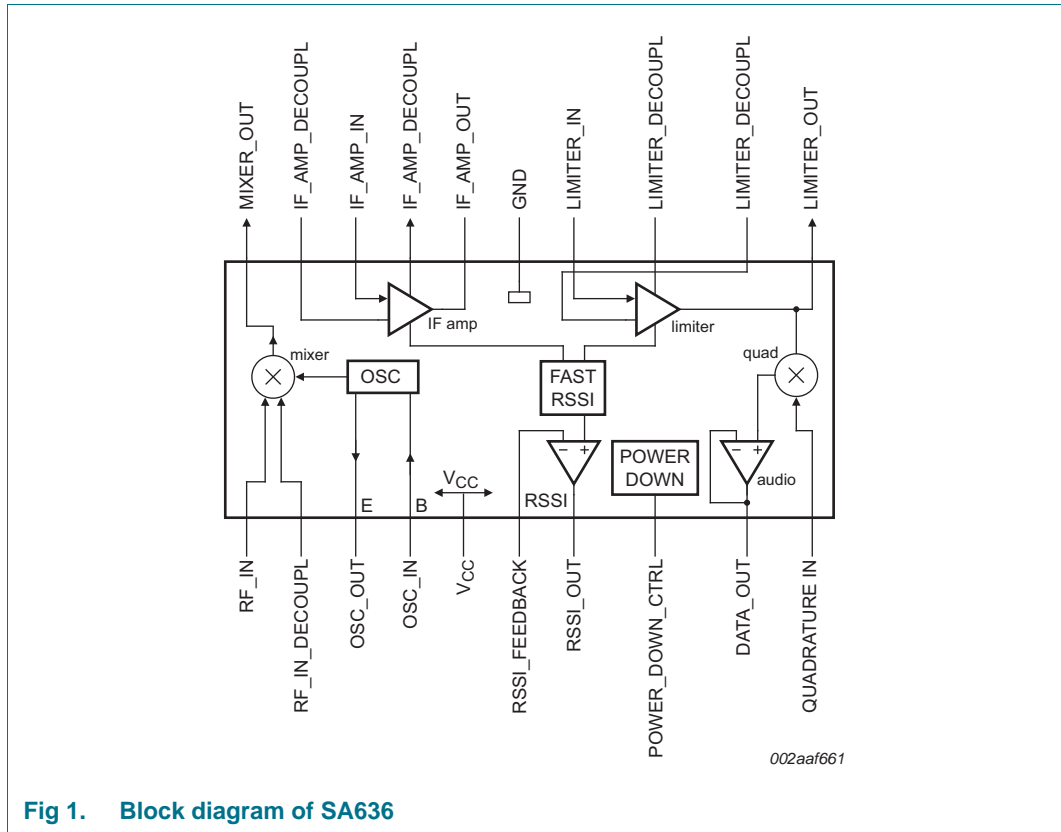 MIXER_OUT
IF_AMP_DECOUPL
IF_AMP_IN
IF_AMP_DECOUPL
IF_AMP_OUT
GND
LIMITER_IN
LIMITER_DECOUPL
LIMITER_DECOUPL
LIMITER_OUT
IF amp
limiter
mixer
OSC
FAST
RSSI
quad
POWER
DOWN
− +
− +
audio
VCC
RSSI
E
B
RF_IN
RF_IN_DECOUPL
OSC_OUT
OSC_IN
VCC
RSSI_FEEDBACK
RSSI_OUT
POWER_DOWN_CTRL
DATA_OUT
QUADRATURE IN
002aaf661
Fig 1. Block diagram of SA636